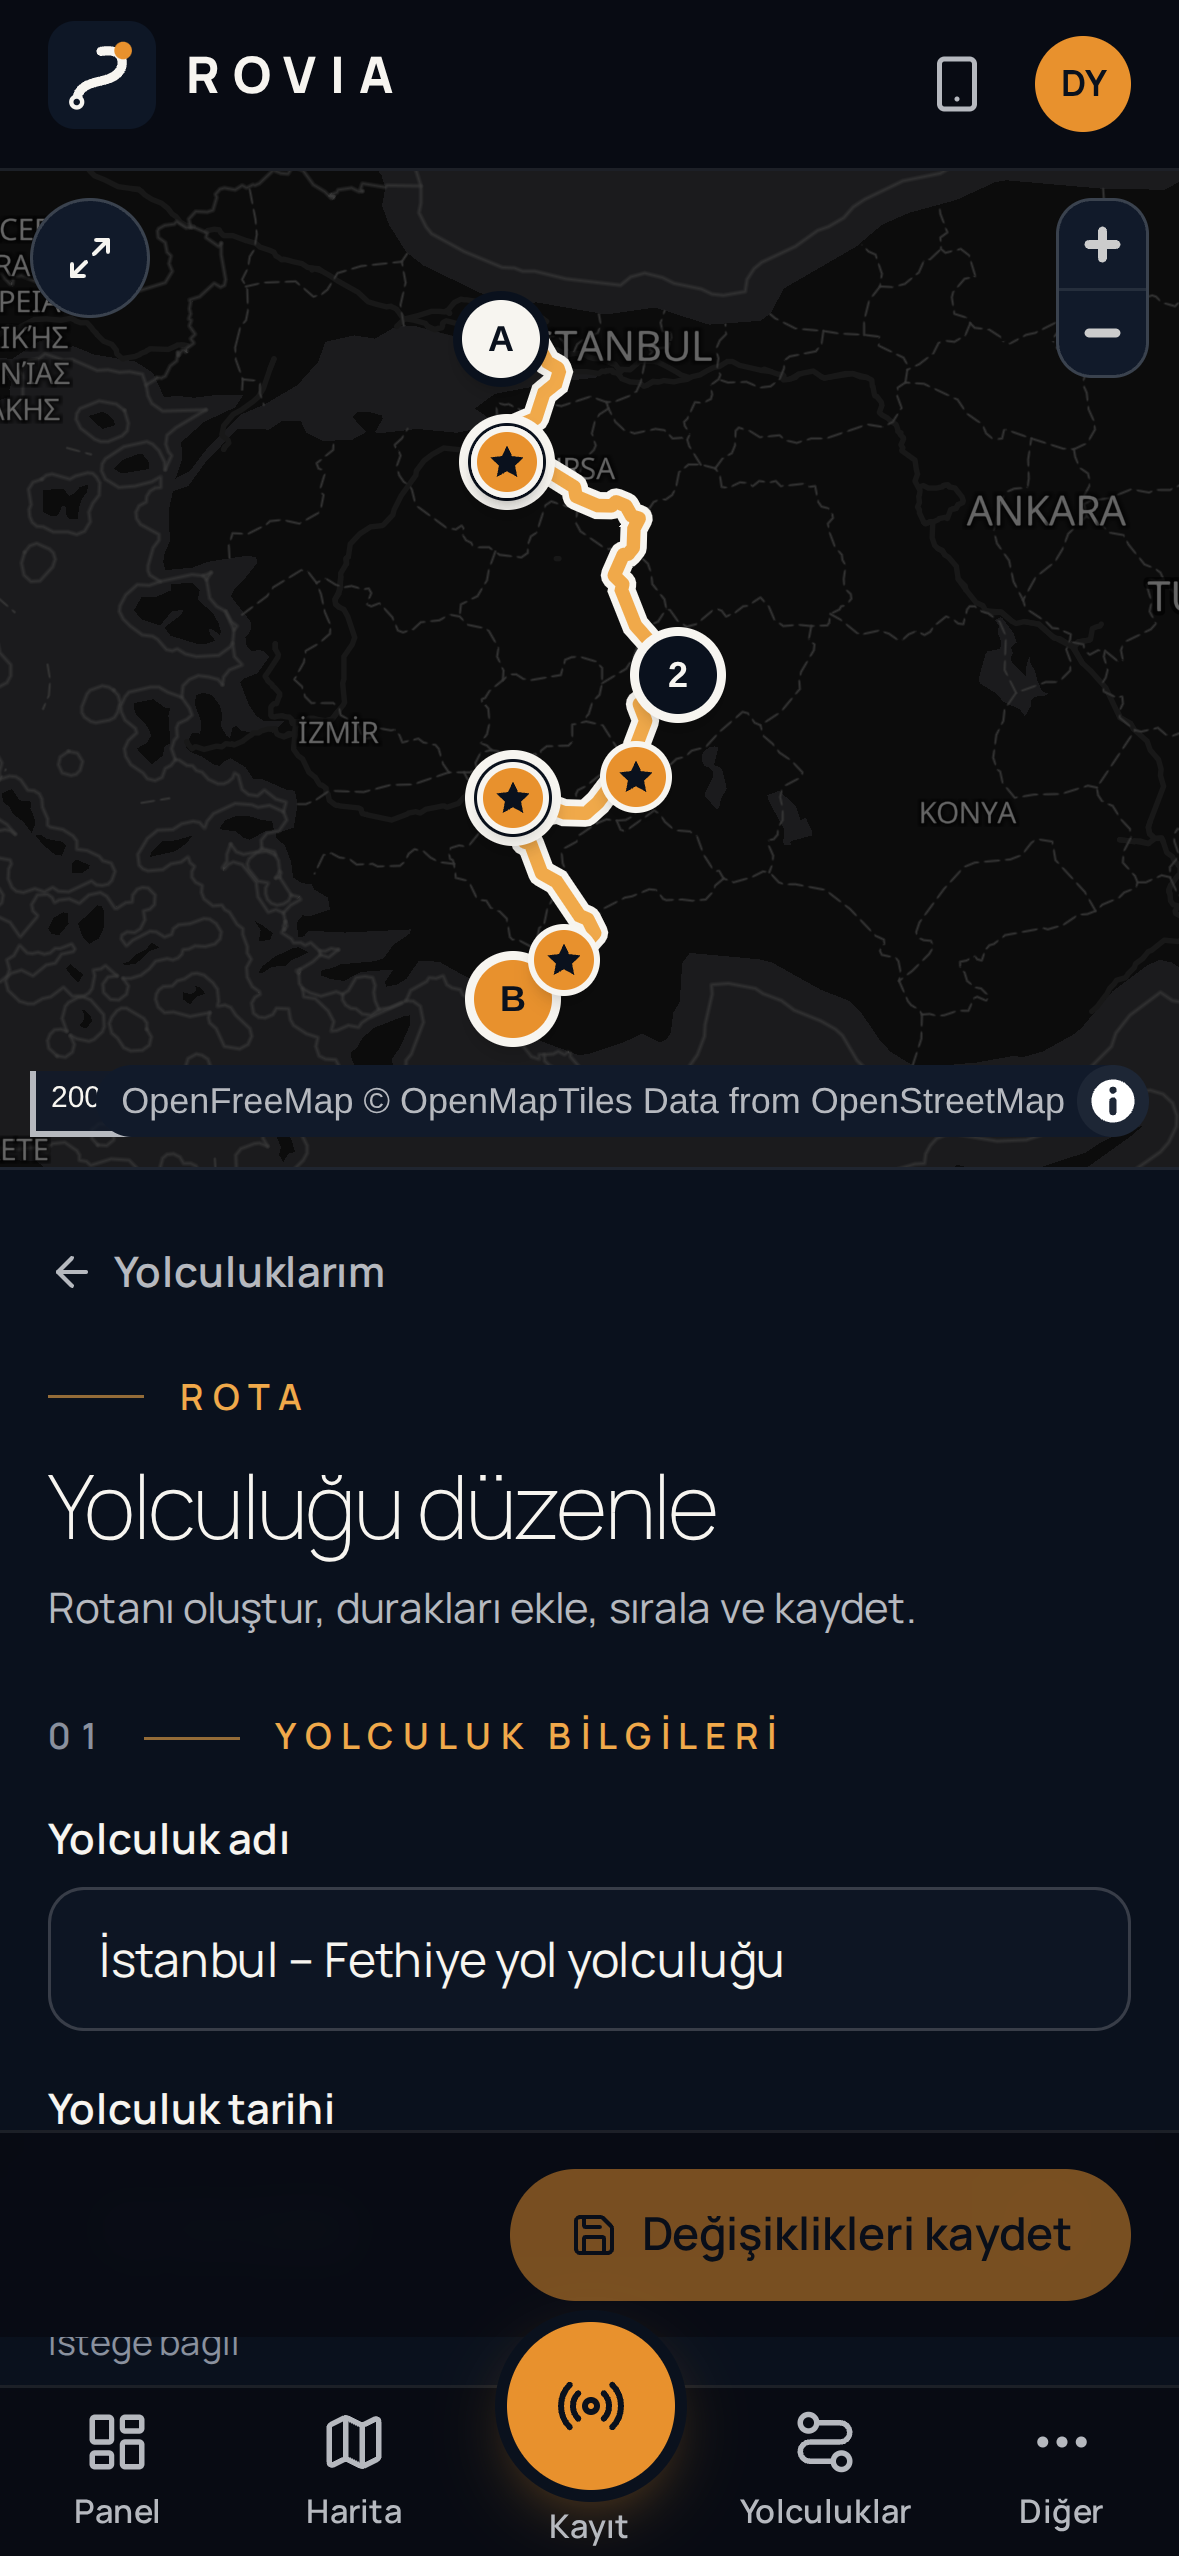 ROVIA
DY
A
TANBUL
ANKARA
2
İZMİR
KONYA
B
200
OpenFreeMap © OpenMapTiles Data from OpenStreetMap
ETE
Yolculuklarım
ROTA
Yolculuğu düzenle
Rotanı oluştur, durakları ekle, sırala ve kaydet.
01 YOLCULUK BİLGİLERİ
Yolculuk adı
İstanbul – Fethiye yol yolculuğu
Yolculuk tarihi
Değişiklikleri kaydet
İsteğe bağlı
Panel
Harita
Kayıt
Yolculuklar
Diğer